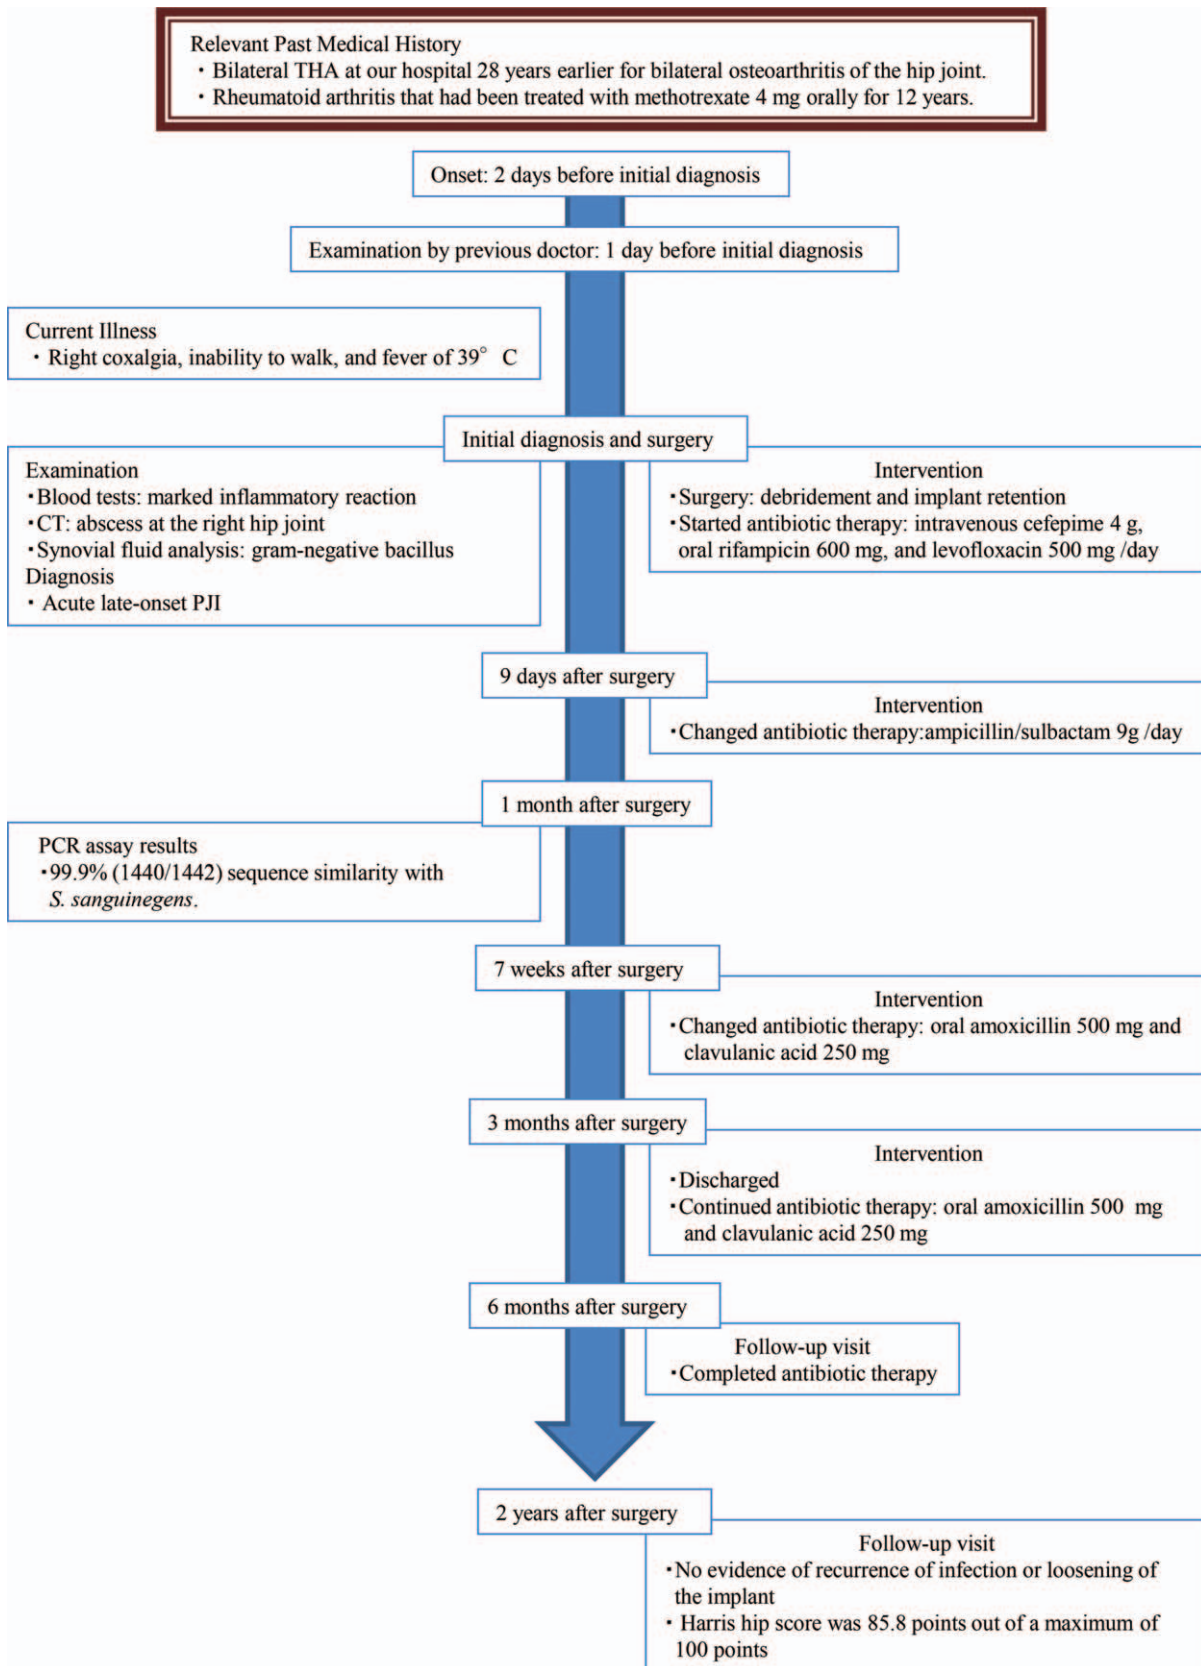 Relevant Past Medical History
・Bilateral THA at our hospital 28 years earlier for bilateral osteoarthritis of the hip joint.
・Rheumatoid arthritis that had been treated with methotrexate 4 mg orally for 12 years.
Onset: 2 days before initial diagnosis
Examination by previous doctor: 1 day before initial diagnosis
Current Illness
・Right coxalgia, inability to walk, and fever of 39° C
Initial diagnosis and surgery
Examination
・Blood tests: marked inflammatory reaction
・CT: abscess at the right hip joint
・Synovial fluid analysis: gram-negative bacillus
Diagnosis
・Acute late-onset PJI
Intervention
・Surgery: debridement and implant retention
・Started antibiotic therapy: intravenous cefepime 4 g,
oral rifampicin 600 mg, and levofloxacin 500 mg /day
9 days after surgery
Intervention
・Changed antibiotic therapy:ampicillin/sulbactam 9g /day
1 month after surgery
PCR assay results
・99.9% (1440/1442) sequence similarity with
S. sanguinegens.
7 weeks after surgery
Intervention
・Changed antibiotic therapy: oral amoxicillin 500 mg and
clavulanic acid 250 mg
3 months after surgery
Intervention
・Discharged
・Continued antibiotic therapy: oral amoxicillin 500 mg
and clavulanic acid 250 mg
6 months after surgery
Follow-up visit
・Completed antibiotic therapy
2 years after surgery
Follow-up visit
・No evidence of recurrence of infection or loosening of
the implant
・Harris hip score was 85.8 points out of a maximum of
100 points